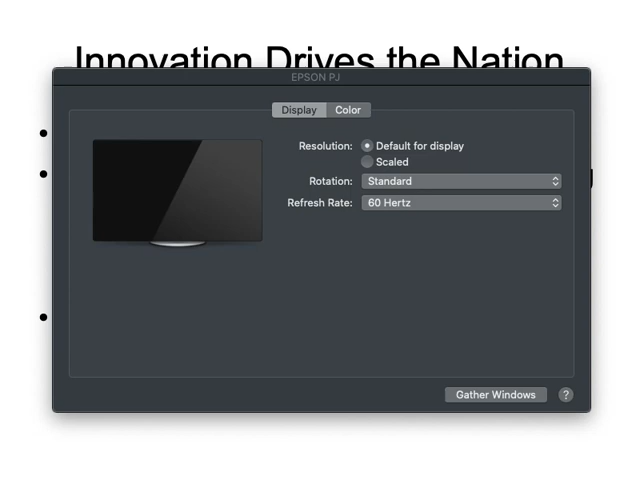 Innovation Drives the Nation
EPSON PJ
Display Color
Resolution: Default for display
Scaled
Rotation: Standard
Refresh Rate: 60 Hertz
Gather Windows ?